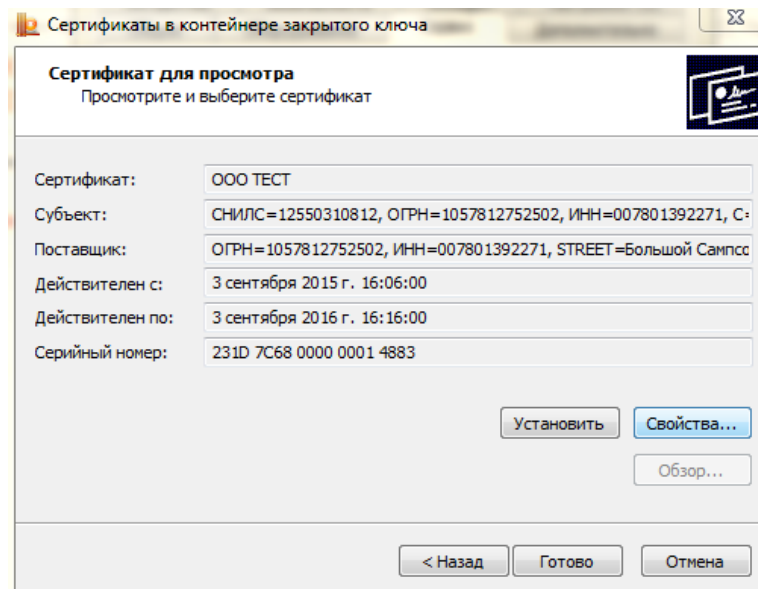 Сертификаты в контейнере закрытого ключа
Сертификат для просмотра
Просмотрите и выберите сертификат
Сертификат: ООО ТЕСТ
Субъект: СНИЛС=12550310812, ОГРН=1057812752502, ИНН=007801392271, C=
Поставщик: ОГРН=1057812752502, ИНН=007801392271, STREET=Большой Сампсо
Действителен с: 3 сентября 2015 г. 16:06:00
Действителен по: 3 сентября 2016 г. 16:16:00
Серийный номер: 231D 7C68 0000 0001 4883
Установить Свойства...
Обзор...
< Назад Готово Отмена